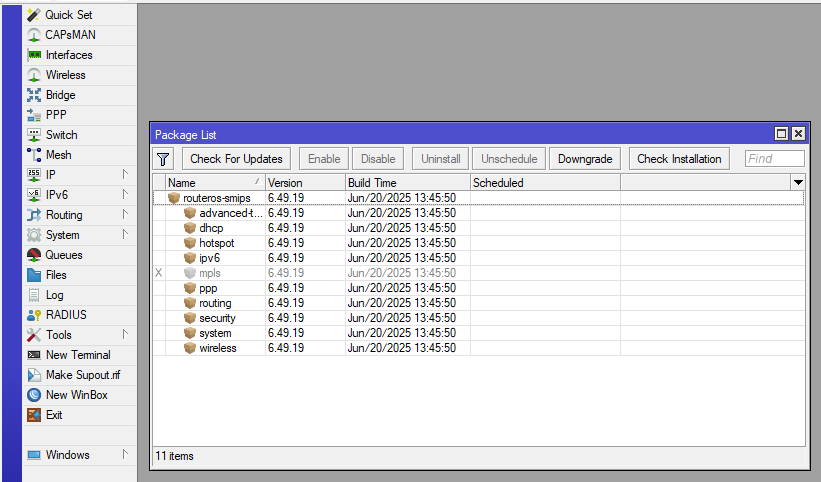 Quick Set
CAPsMAN
Interfaces
Wireless
Bridge
PPP
Switch
Mesh
IP
IPv6
Routing
System
Queues
Files
Log
RADIUS
Tools
New Terminal
Make Supout.rif
New WinBox
Exit
Windows
Package List
Check For Updates Enable Disable Uninstall Unschedule Downgrade Check Installation Find
Name Version Build Time Scheduled
routeros-smips 6.49.19 Jun/20/2025 13:45:50
advanced-t... 6.49.19 Jun/20/2025 13:45:50
dhcp 6.49.19 Jun/20/2025 13:45:50
hotspot 6.49.19 Jun/20/2025 13:45:50
ipv6 6.49.19 Jun/20/2025 13:45:50
X mpls 6.49.19 Jun/20/2025 13:45:50
ppp 6.49.19 Jun/20/2025 13:45:50
routing 6.49.19 Jun/20/2025 13:45:50
security 6.49.19 Jun/20/2025 13:45:50
system 6.49.19 Jun/20/2025 13:45:50
wireless 6.49.19 Jun/20/2025 13:45:50
11 items